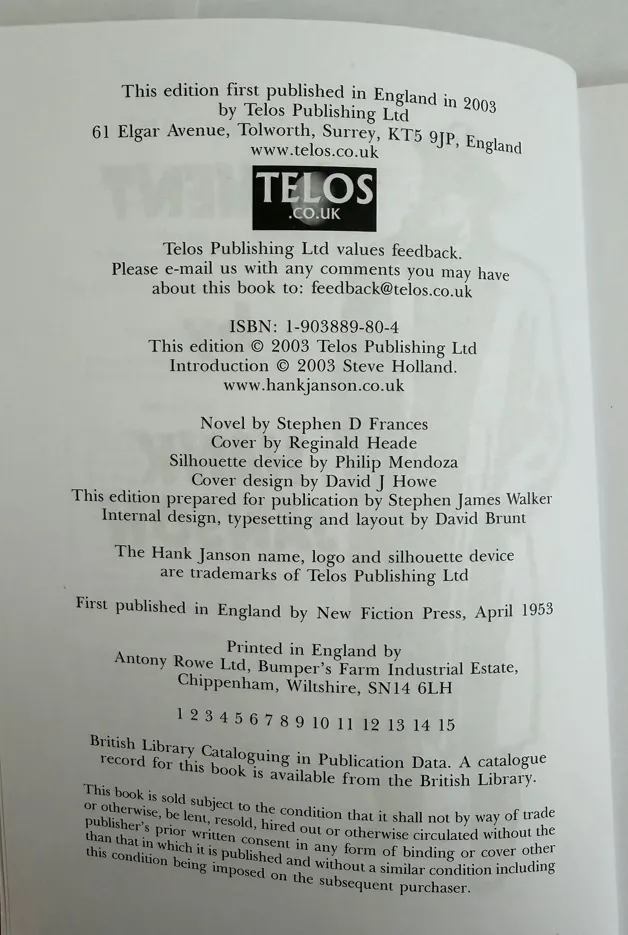 This edition first published in England in 2003
by Telos Publishing Ltd
61 Elgar Avenue, Tolworth, Surrey, KT5 9JP, England
www.telos.co.uk
TELOS
.CO.UK
Telos Publishing Ltd values feedback.
Please e-mail us with any comments you may have
about this book to: feedback@telos.co.uk
ISBN: 1-903889-80-4
This edition © 2003 Telos Publishing Ltd
Introduction © 2003 Steve Holland.
www.hankjanson.co.uk
Novel by Stephen D Frances
Cover by Reginald Heade
Silhouette device by Philip Mendoza
Cover design by David J Howe
This edition prepared for publication by Stephen James Walker
Internal design, typesetting and layout by David Brunt
The Hank Janson name, logo and silhouette device
are trademarks of Telos Publishing Ltd
First published in England by New Fiction Press, April 1953
Printed in England by
Antony Rowe Ltd, Bumper's Farm Industrial Estate,
Chippenham, Wiltshire, SN14 6LH
1 2 3 4 5 6 7 8 9 10 11 12 13 14 15
British Library Cataloguing in Publication Data. A catalogue
record for this book is available from the British Library.
This book is sold subject to the condition that it shall not by way of trade
or otherwise, be lent, resold, hired out or otherwise circulated without the
publisher's prior written consent in any form of binding or cover other
than that in which it is published and without a similar condition including
this condition being imposed on the subsequent purchaser.